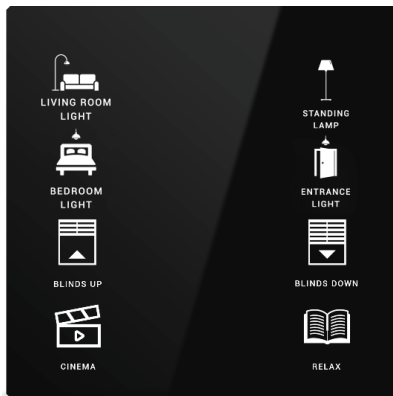 LIVING ROOM
LIGHT
STANDING
LAMP
BEDROOM
LIGHT
ENTRANCE
LIGHT
BLINDS UP
BLINDS DOWN
CINEMA
RELAX